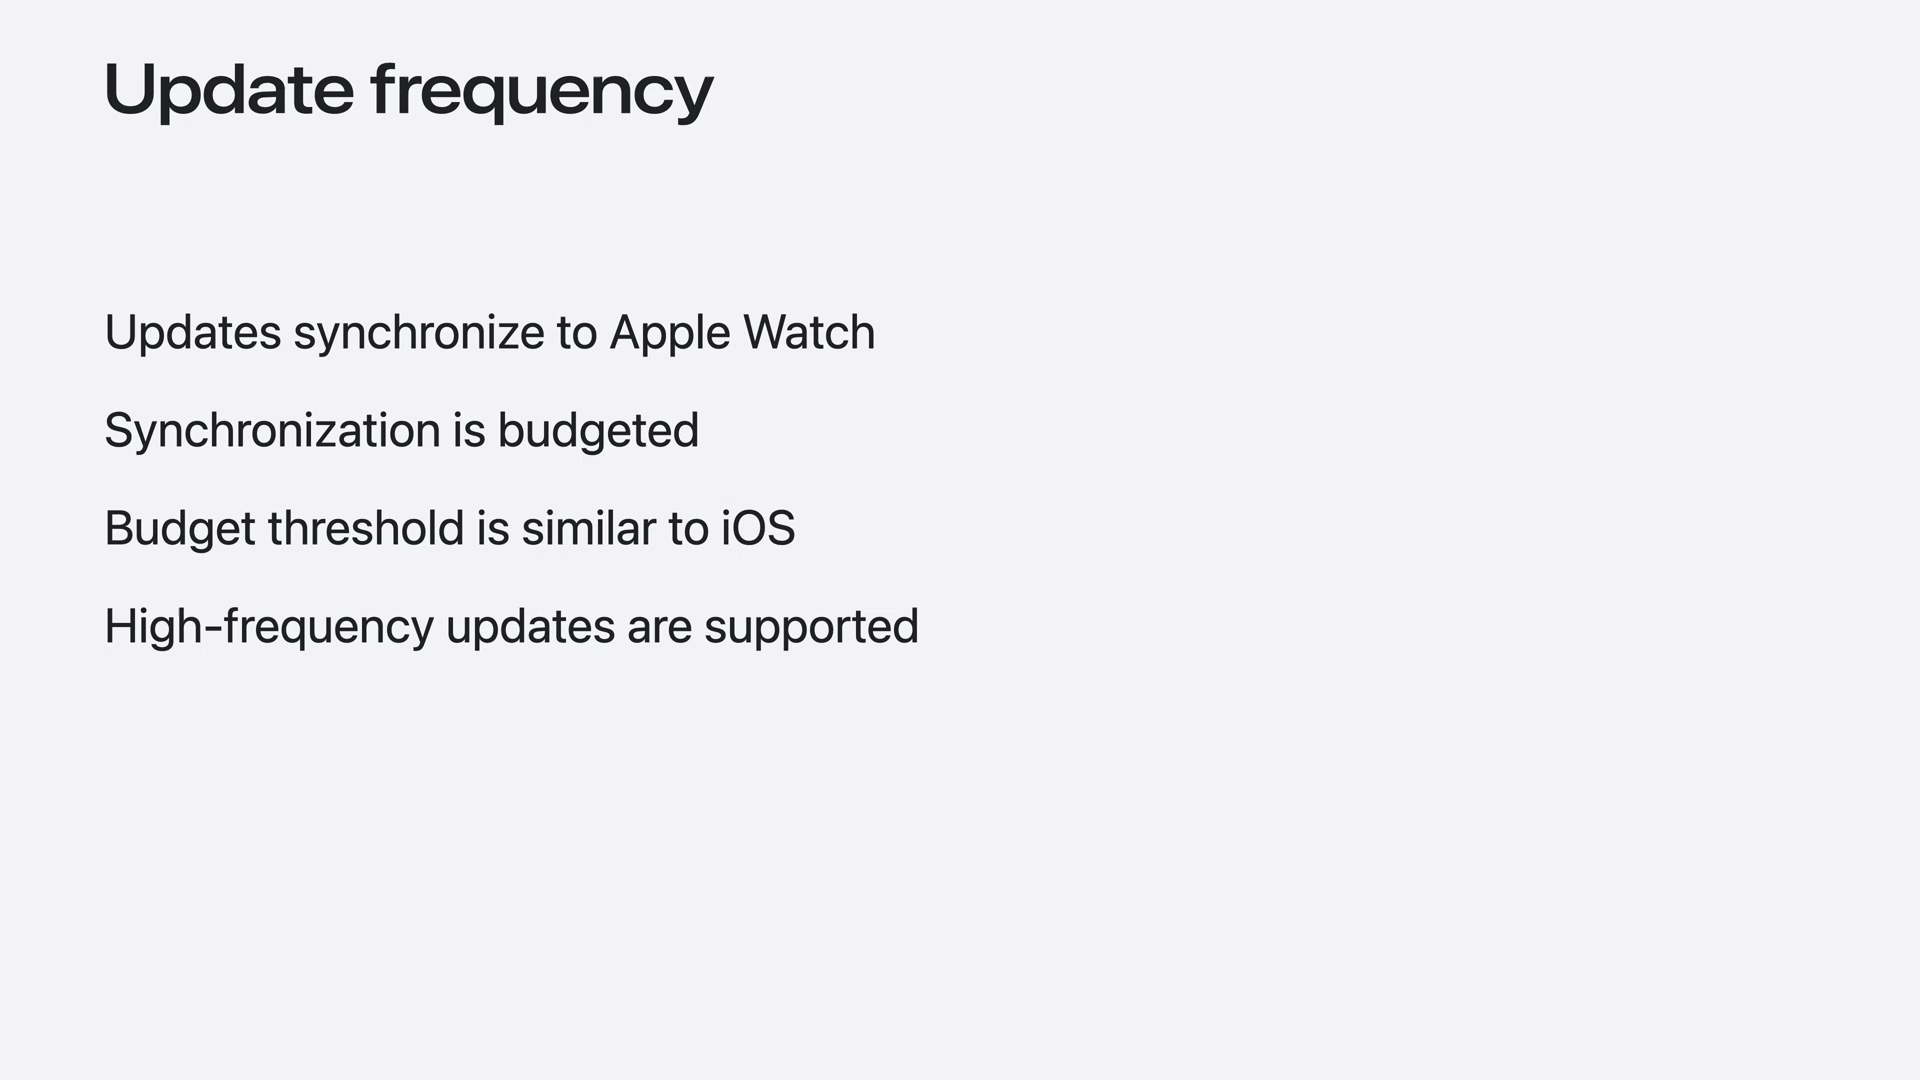 Update frequency
Updates synchronize to Apple Watch
Synchronization is budgeted
Budget threshold is similar to iOS
High-frequency updates are supported